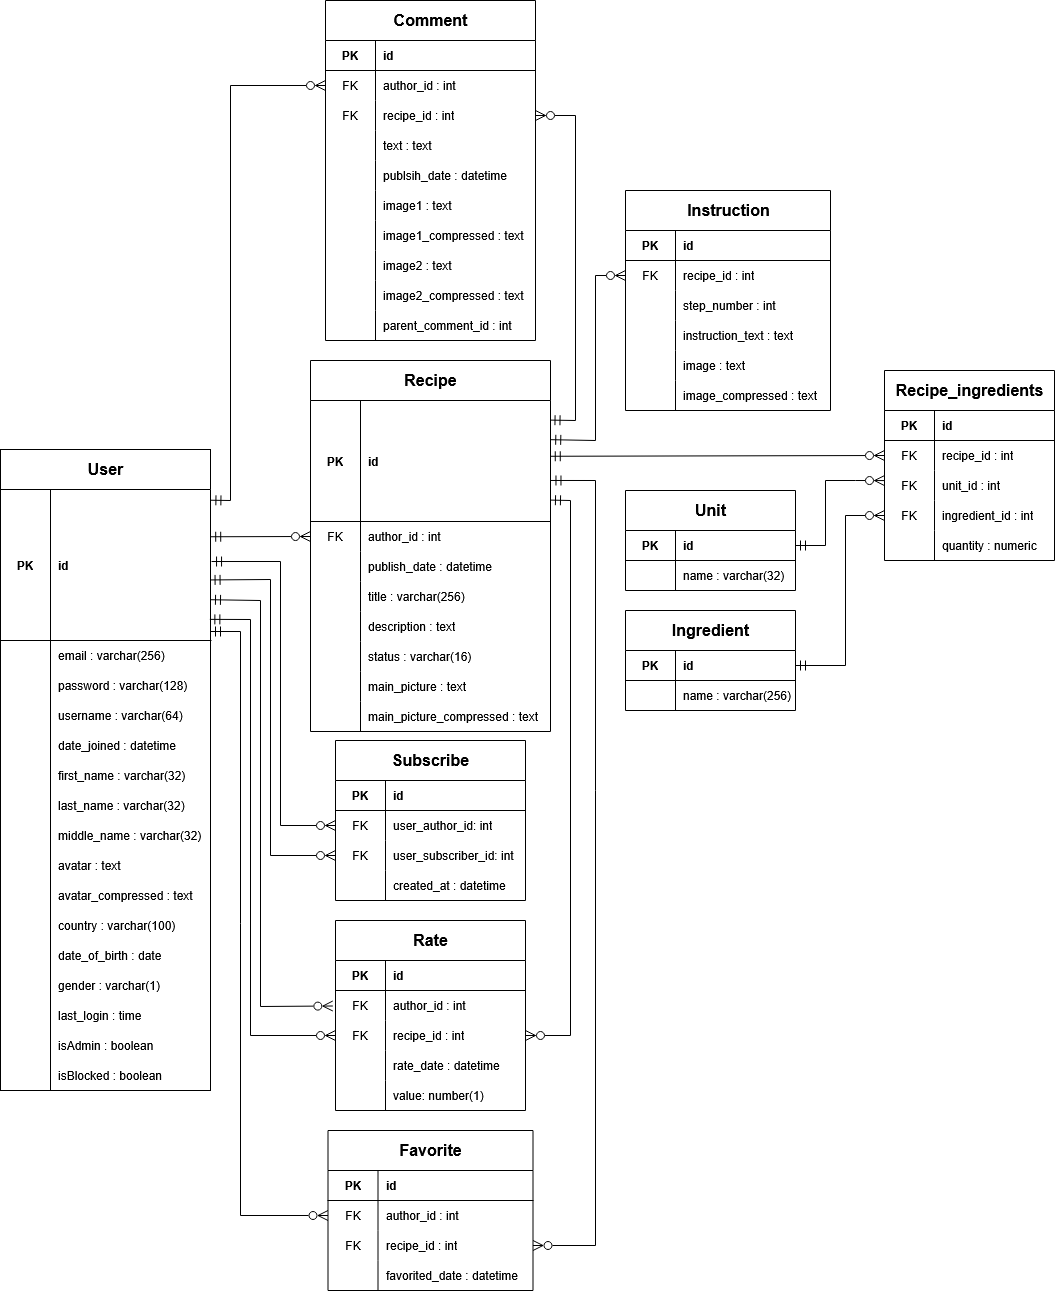 Comment
PK id
FK author_id : int
FK recipe_id : int
text : text
publsih_date : datetime
image1 : text
image1_compressed : text
image2 : text
image2_compressed : text
parent_comment_id : int
Instruction
PK id
FK recipe_id : int
step_number : int
instruction_text : text
image : text
image_compressed : text
Recipe
PK id
FK author_id : int
publish_date : datetime
title : varchar(256)
description : text
status : varchar(16)
main_picture : text
main_picture_compressed : text
Recipe_ingredients
PK id
FK recipe_id : int
FK unit_id : int
FK ingredient_id : int
quantity : numeric
User
PK id
email : varchar(256)
password : varchar(128)
username : varchar(64)
date_joined : datetime
first_name : varchar(32)
last_name : varchar(32)
middle_name : varchar(32)
avatar : text
avatar_compressed : text
country : varchar(100)
date_of_birth : date
gender : varchar(1)
last_login : time
isAdmin : boolean
isBlocked : boolean
Unit
PK id
name : varchar(32)
Ingredient
PK id
name : varchar(256)
Subscribe
PK id
FK user_author_id: int
FK user_subscriber_id: int
created_at : datetime
Rate
PK id
FK author_id : int
FK recipe_id : int
rate_date : datetime
value: number(1)
Favorite
PK id
FK author_id : int
FK recipe_id : int
favorited_date : datetime